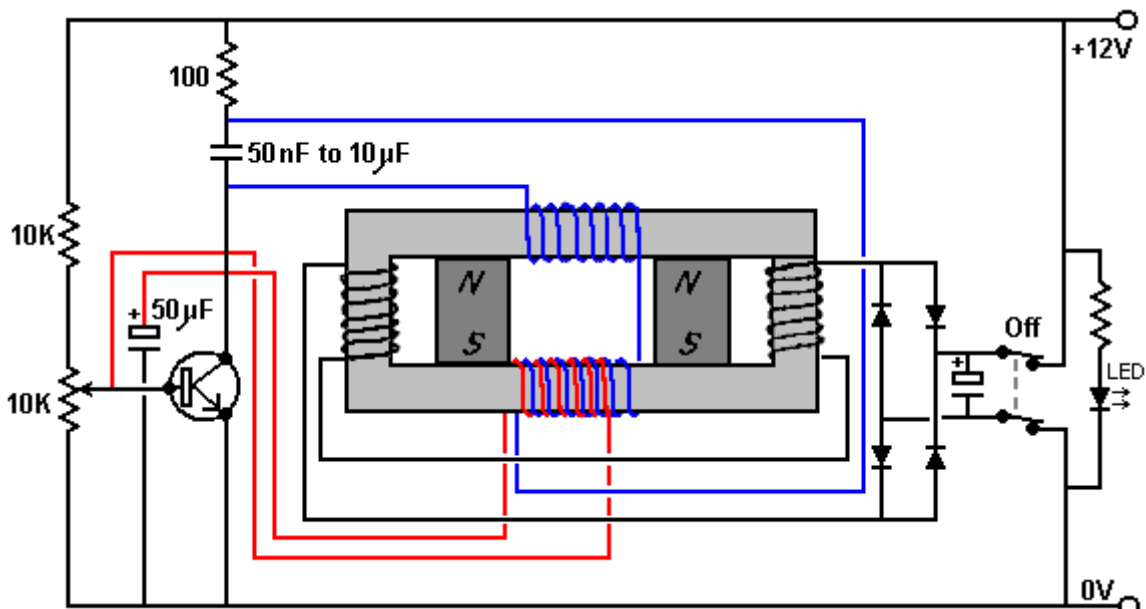 +12V
100
50nF to 10µF
10K
N
N
+
50µF
S
S
Off
+
10K
LED
0V